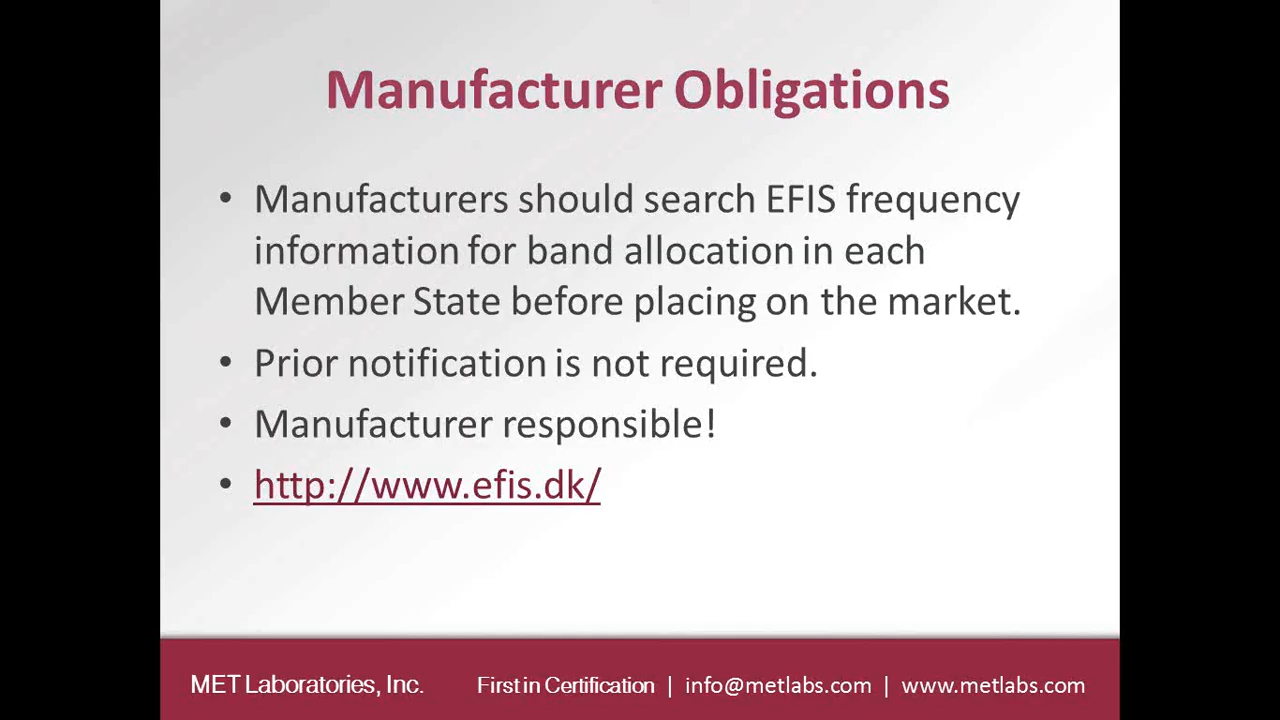 Manufacturer Obligations
• Manufacturers should search EFIS frequency
information for band allocation in each
Member State before placing on the market.
• Prior notification is not required.
• Manufacturer responsible!
• http://www.efis.dk/
MET Laboratories, Inc. First in Certification | info@metlabs.com | www.metlabs.com